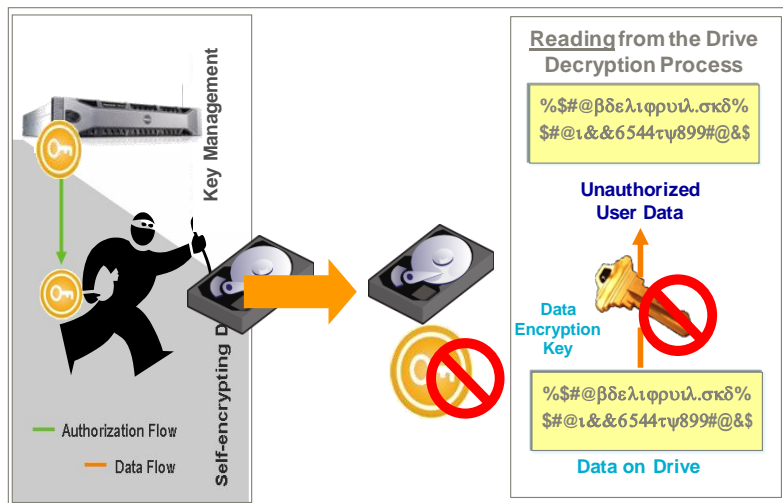 Key Management
Self-encrypting D
Authorization Flow
Data Flow
Reading from the Drive
Decryption Process
%$#@βδελιφρυιλ.σκδ%
$#@ι&&6544τψ899#@&$
Unauthorized
User Data
Data
Encryption
Key
%$#@βδελιφρυιλ.σκδ%
$#@ι&&6544τψ899#@&$
Data on Drive